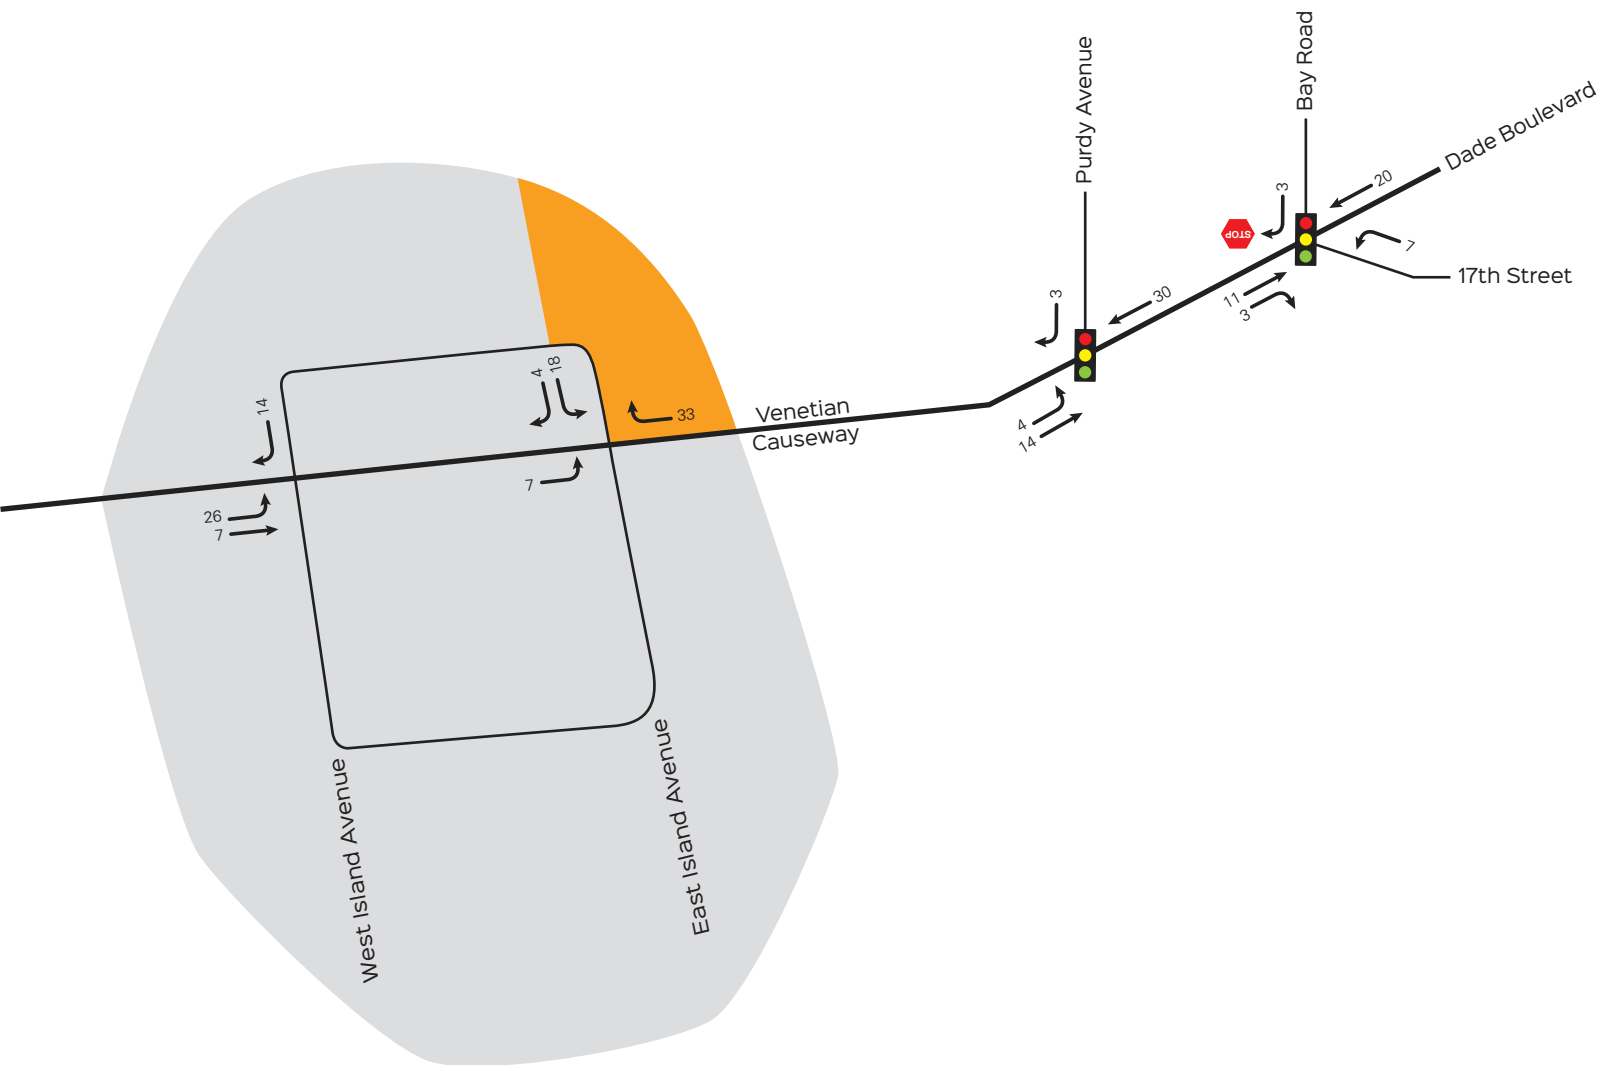 Bay Road
Purdy Avenue
Dade Boulevard
20
3
STOP
7
17th Street
30
11
3
3
4
14
Venetian
Causeway
33
4
18
7
14
26
7
West Island Avenue
East Island Avenue